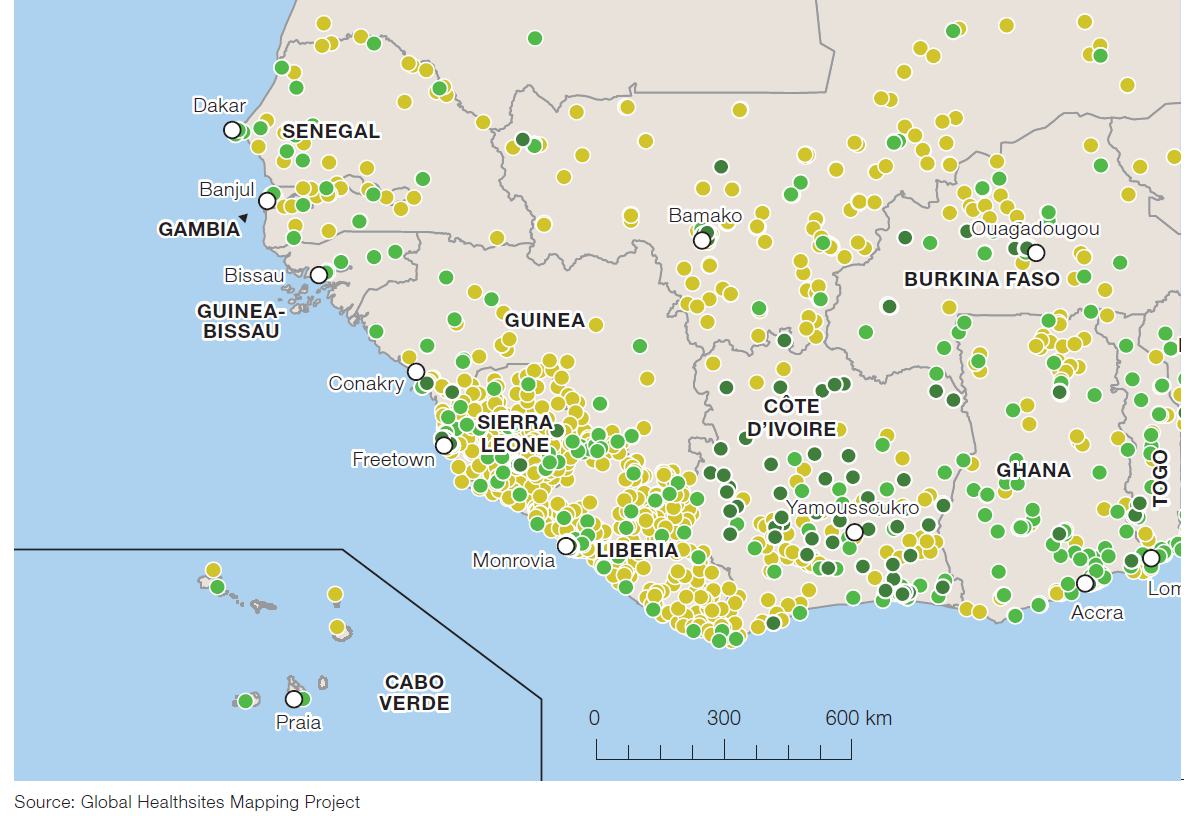 Dakar
SENEGAL
Banjul
GAMBIA
Bissau
GUINEA-
BISSAU
Bamako
Ouagadougou
BURKINA FASO
GUINEA
Conakry
SIERRA
LEONE
Freetown
CÔTE
D'IVOIRE
GHANA
TOGO
Yamoussoukro
Monrovia
LIBERIA
Lom
Accra
CABO
VERDE
Praia
0 300 600 km
Source: Global Healthsites Mapping Project